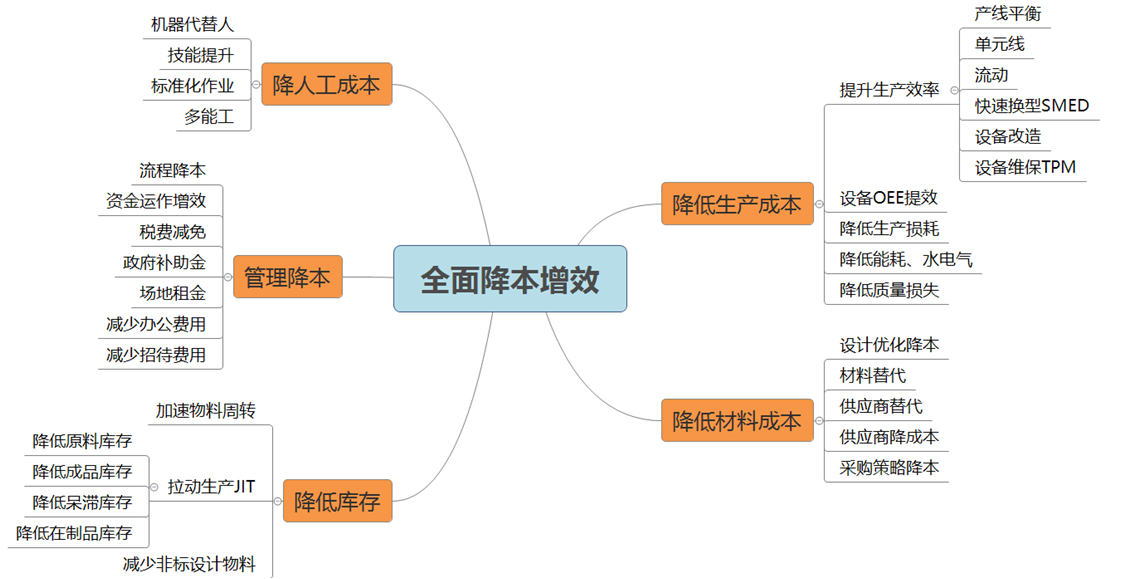 全面降本增效
降低生产成本
提升生产效率
产线平衡
单元线
流动
快速换型SMED
设备改造
设备维保TPM
设备OEE提效
降低生产损耗
降低能耗、水电气
降低质量损失
降低材料成本
设计优化降本
材料替代
供应商替代
供应商降成本
采购策略降本
降人工成本
机器代替人
技能提升
标准化作业
多能工
管理降本
流程降本
资金运作增效
税费减免
政府补助金
场地租金
减少办公费用
减少招待费用
降低库存
加速物料周转
拉动生产JIT
降低原料库存
降低成品库存
降低呆滞库存
降低在制品库存
减少非标设计物料